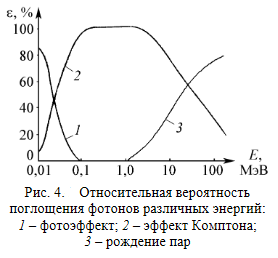 ε, %
100
80
60
40
20
0
2
1
3
0,01 0,1 1,0 10 100 E,
МэВ
Рис. 4. Относительная вероятность
поглощения фотонов различных энергий:
1 – фотоэффект; 2 – эффект Комптона;
3 – рождение пар